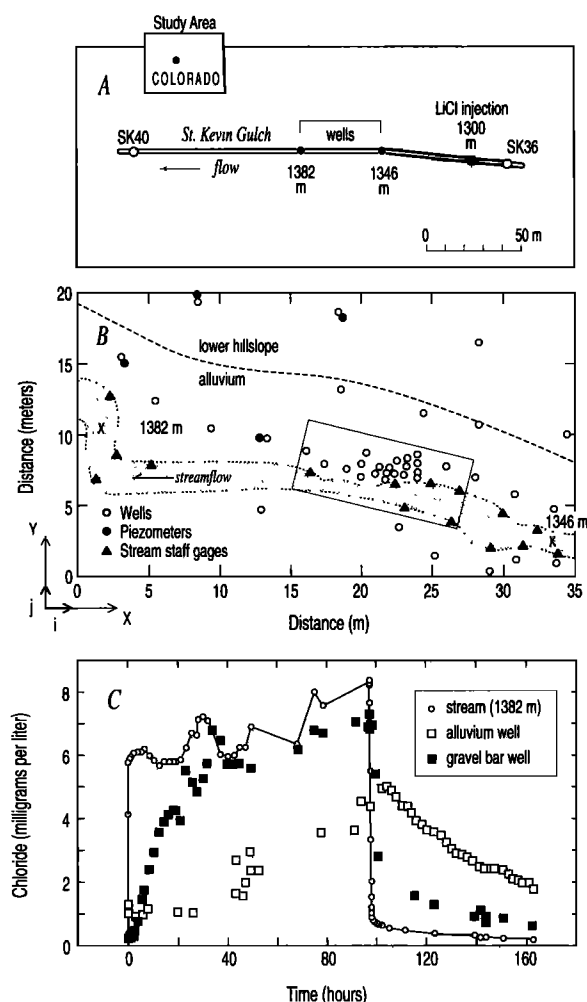 Study Area
COLORADO
A
LiCl injection
1300
m
SK40
St. Kevin Gulch
wells
SK36
flow
1382
m
1346
m
0 50 m
20
15
10
5
0
Distance (meters)
B
lower hillslope
alluvium
1382 m
X
streamflow
Wells
Piezometers
Stream staff gages
1346 m
X
Y
j
i
X
0 5 10 15 20 25 30 35
Distance (m)
C
8
6
4
2
0
Chloride (milligrams per liter)
stream (1382 m)
alluvium well
gravel bar well
0 40 80 120 160
Time (hours)